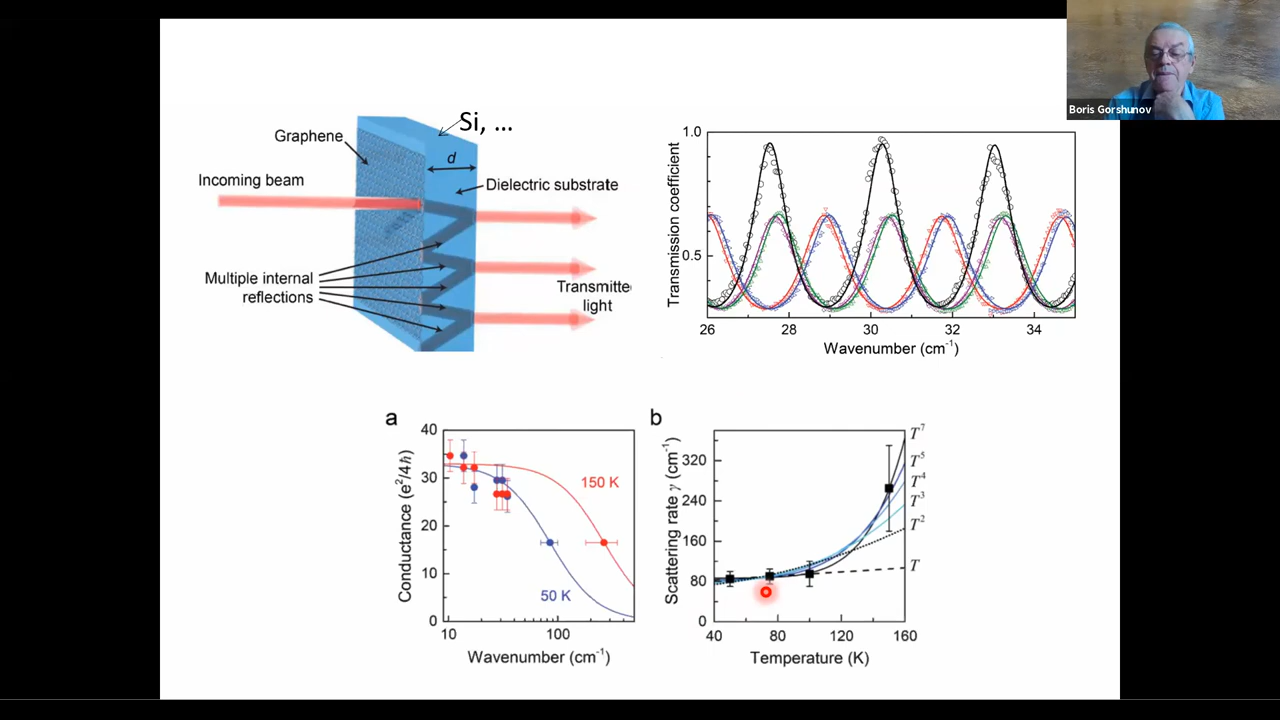 Boris Gorshunov
Si, ...
Graphene
d
Incoming beam
Dielectric substrate
Multiple internal
reflections
Transmitte
light
Transmission coefficient
1.0
0.5
26 28 30 32 34
Wavenumber (cm⁻¹)
a
Conductance (e²/4ħ)
40
30
20
10
0
150 K
50 K
10 100
Wavenumber (cm⁻¹)
b
Scattering rate γ (cm⁻¹)
320
240
160
80
0
T⁷
T⁵
T⁴
T³
T²
T
40 80 120 160
Temperature (K)